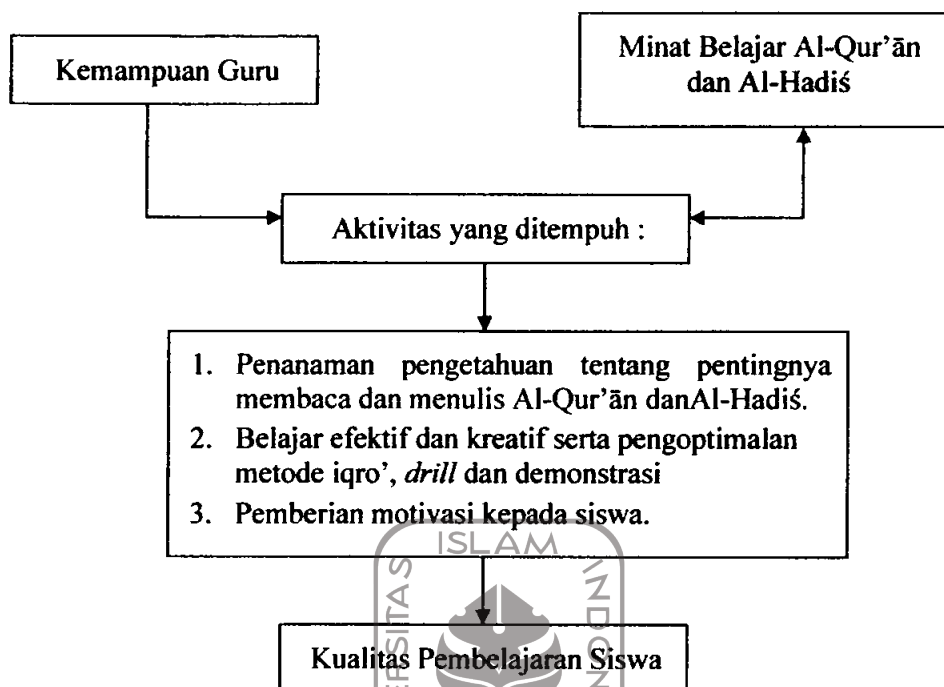 Kemampuan Guru
Minat Belajar Al-Qur’ān
dan Al-Hadiś
Aktivitas yang ditempuh :
1. Penanaman pengetahuan tentang pentingnya
membaca dan menulis Al-Qur’ān danAl-Hadiś.
2. Belajar efektif dan kreatif serta pengoptimalan
metode iqro’, drill dan demonstrasi
3. Pemberian motivasi kepada siswa.
ISLAM
Kualitas Pembelajaran Siswa